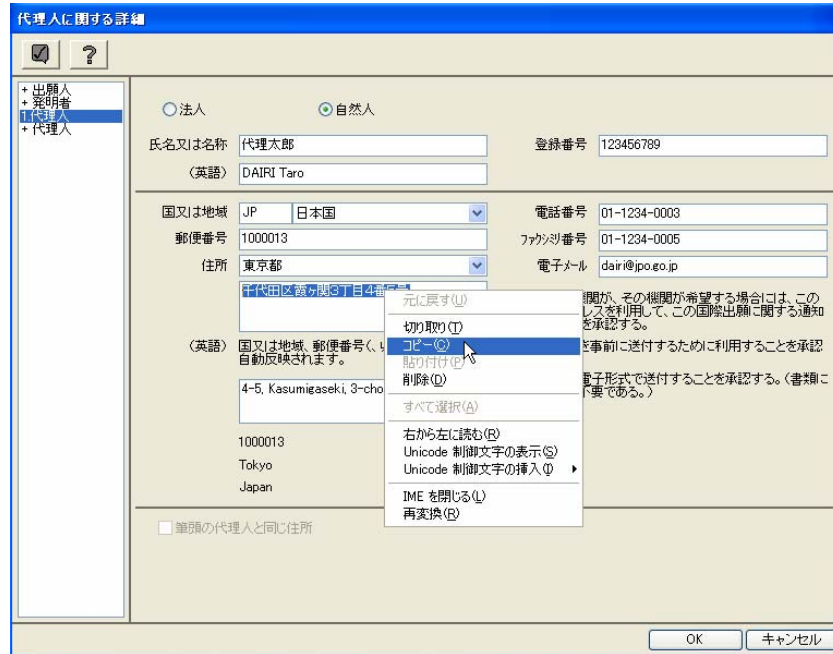 代理人に関する詳細
?
+ 出願人
+ 発明者
1.代理人
+ 代理人
法人
自然人
氏名又は名称
代理太郎
登録番号
123456789
(英語)
DAIRI Taro
国又は地域
JP
日本国
電話番号
01-1234-0003
郵便番号
1000013
ファクシミリ番号
01-1234-0005
住所
東京都
電子メール
dairi@jpo.go.jp
千代田区霞ヶ関3丁目4番5号
関が、その機関が希望する場合には、この
レスを利用して、この国際出願に関する通知
を承認する。
(英語)
国又は地域、郵便番号(、
自動反映されます。
を事前に送付するために利用することを承認
4-5, Kasumigaseki, 3-cho
電子形式で送付することを承認する。(書類に
要である。)
1000013
Tokyo
Japan
元に戻す(U)
切り取り(T)
コピー(C)
貼り付け(P)
削除(D)
すべて選択(A)
右から左に読む(R)
Unicode 制御文字の表示(S)
Unicode 制御文字の挿入(I)
IME を閉じる(L)
再変換(R)
筆頭の代理人と同じ住所
OK
キャンセル